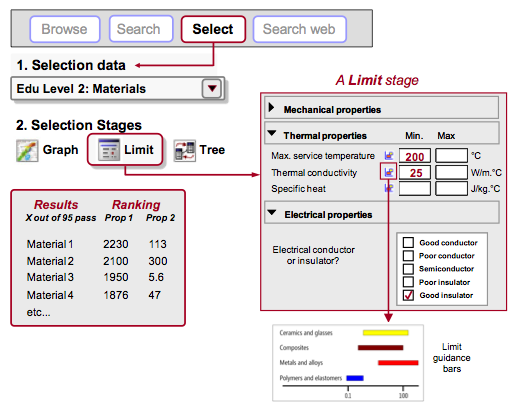 Browse Search Select Search web
1. Selection data
Edu Level 2: Materials
2. Selection Stages
Graph Limit Tree
Results Ranking
X out of 95 pass Prop 1 Prop 2
Material 1 2230 113
Material 2 2100 300
Material 3 1950 5.6
Material 4 1876 47
etc...
A Limit stage
Mechanical properties
Thermal properties Min. Max
Max. service temperature 200 °C
Thermal conductivity 25 W/m.°C
Specific heat J/kg.°C
Electrical properties
Electrical conductor
or insulator?
Good conductor
Poor conductor
Semiconductor
Poor insulator
Good insulator
Ceramics and glasses
Composites
Metals and alloys
Polymers and elastomers
0.1 100
Limit
guidance
bars